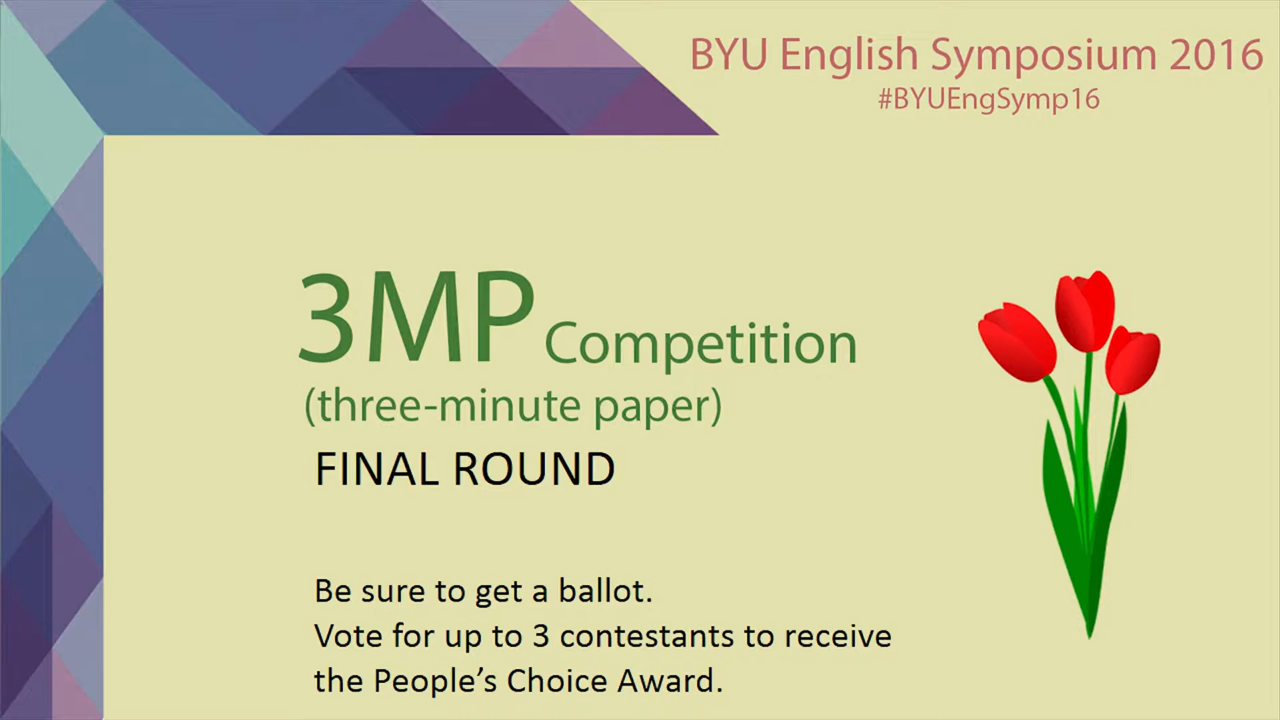 BYU English Symposium 2016
#BYUEngSymp16
3MP Competition
(three-minute paper)
FINAL ROUND
Be sure to get a ballot.
Vote for up to 3 contestants to receive
the People’s Choice Award.